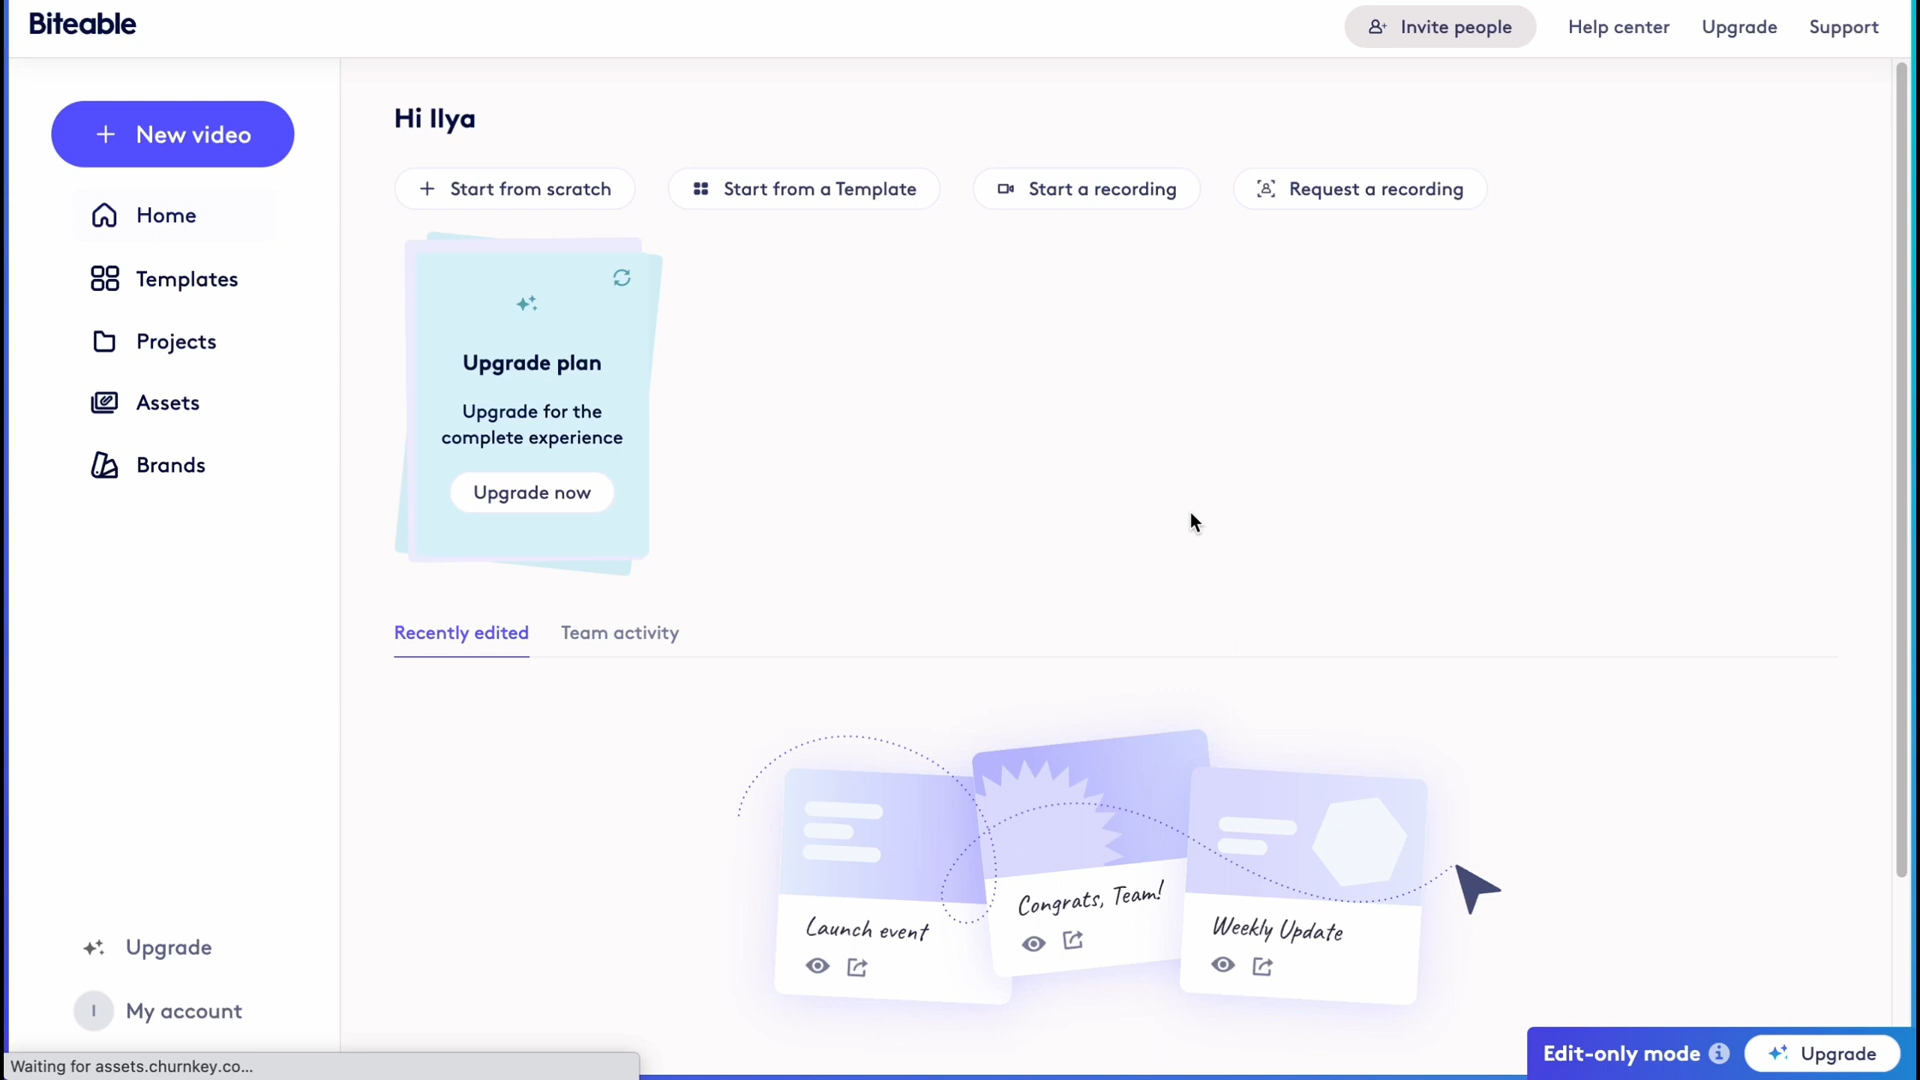 Biteable
Invite people
Help center
Upgrade
Support
New video
Home
Templates
Projects
Assets
Brands
Upgrade
I
My account
Hi Ilya
Start from scratch
Start from a Template
Start a recording
Request a recording
Upgrade plan
Upgrade for the
complete experience
Upgrade now
Recently edited
Team activity
Launch event
Congrats, Team!
Weekly Update
Waiting for assets.churnkey.co...
Edit-only mode
Upgrade